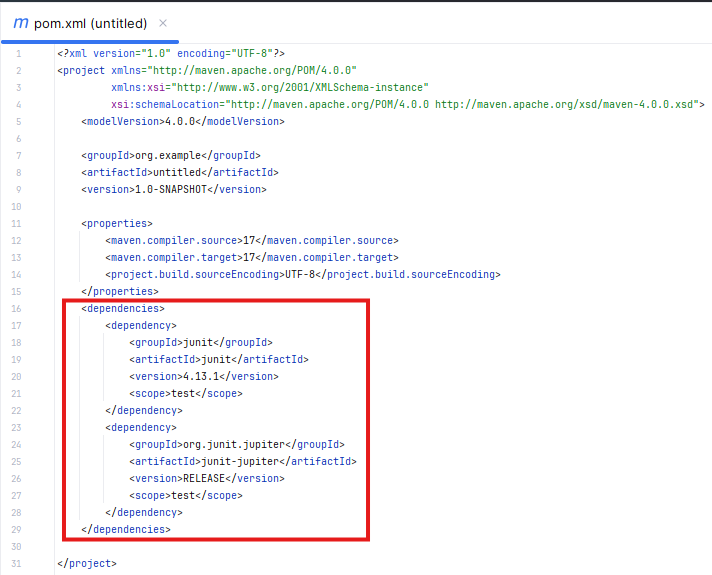 m pom.xml (untitled) ×
1 <?xml version="1.0" encoding="UTF-8"?>
2 <project xmlns="http://maven.apache.org/POM/4.0.0"
3          xmlns:xsi="http://www.w3.org/2001/XMLSchema-instance"
4          xsi:schemaLocation="http://maven.apache.org/POM/4.0.0 http://maven.apache.org/xsd/maven-4.0.0.xsd">
5     <modelVersion>4.0.0</modelVersion>
6
7     <groupId>org.example</groupId>
8     <artifactId>untitled</artifactId>
9     <version>1.0-SNAPSHOT</version>
10
11     <properties>
12         <maven.compiler.source>17</maven.compiler.source>
13         <maven.compiler.target>17</maven.compiler.target>
14         <project.build.sourceEncoding>UTF-8</project.build.sourceEncoding>
15     </properties>
16     <dependencies>
17         <dependency>
18             <groupId>junit</groupId>
19             <artifactId>junit</artifactId>
20             <version>4.13.1</version>
21             <scope>test</scope>
22         </dependency>
23         <dependency>
24             <groupId>org.junit.jupiter</groupId>
25             <artifactId>junit-jupiter</artifactId>
26             <version>RELEASE</version>
27             <scope>test</scope>
28         </dependency>
29     </dependencies>
30
31 </project>